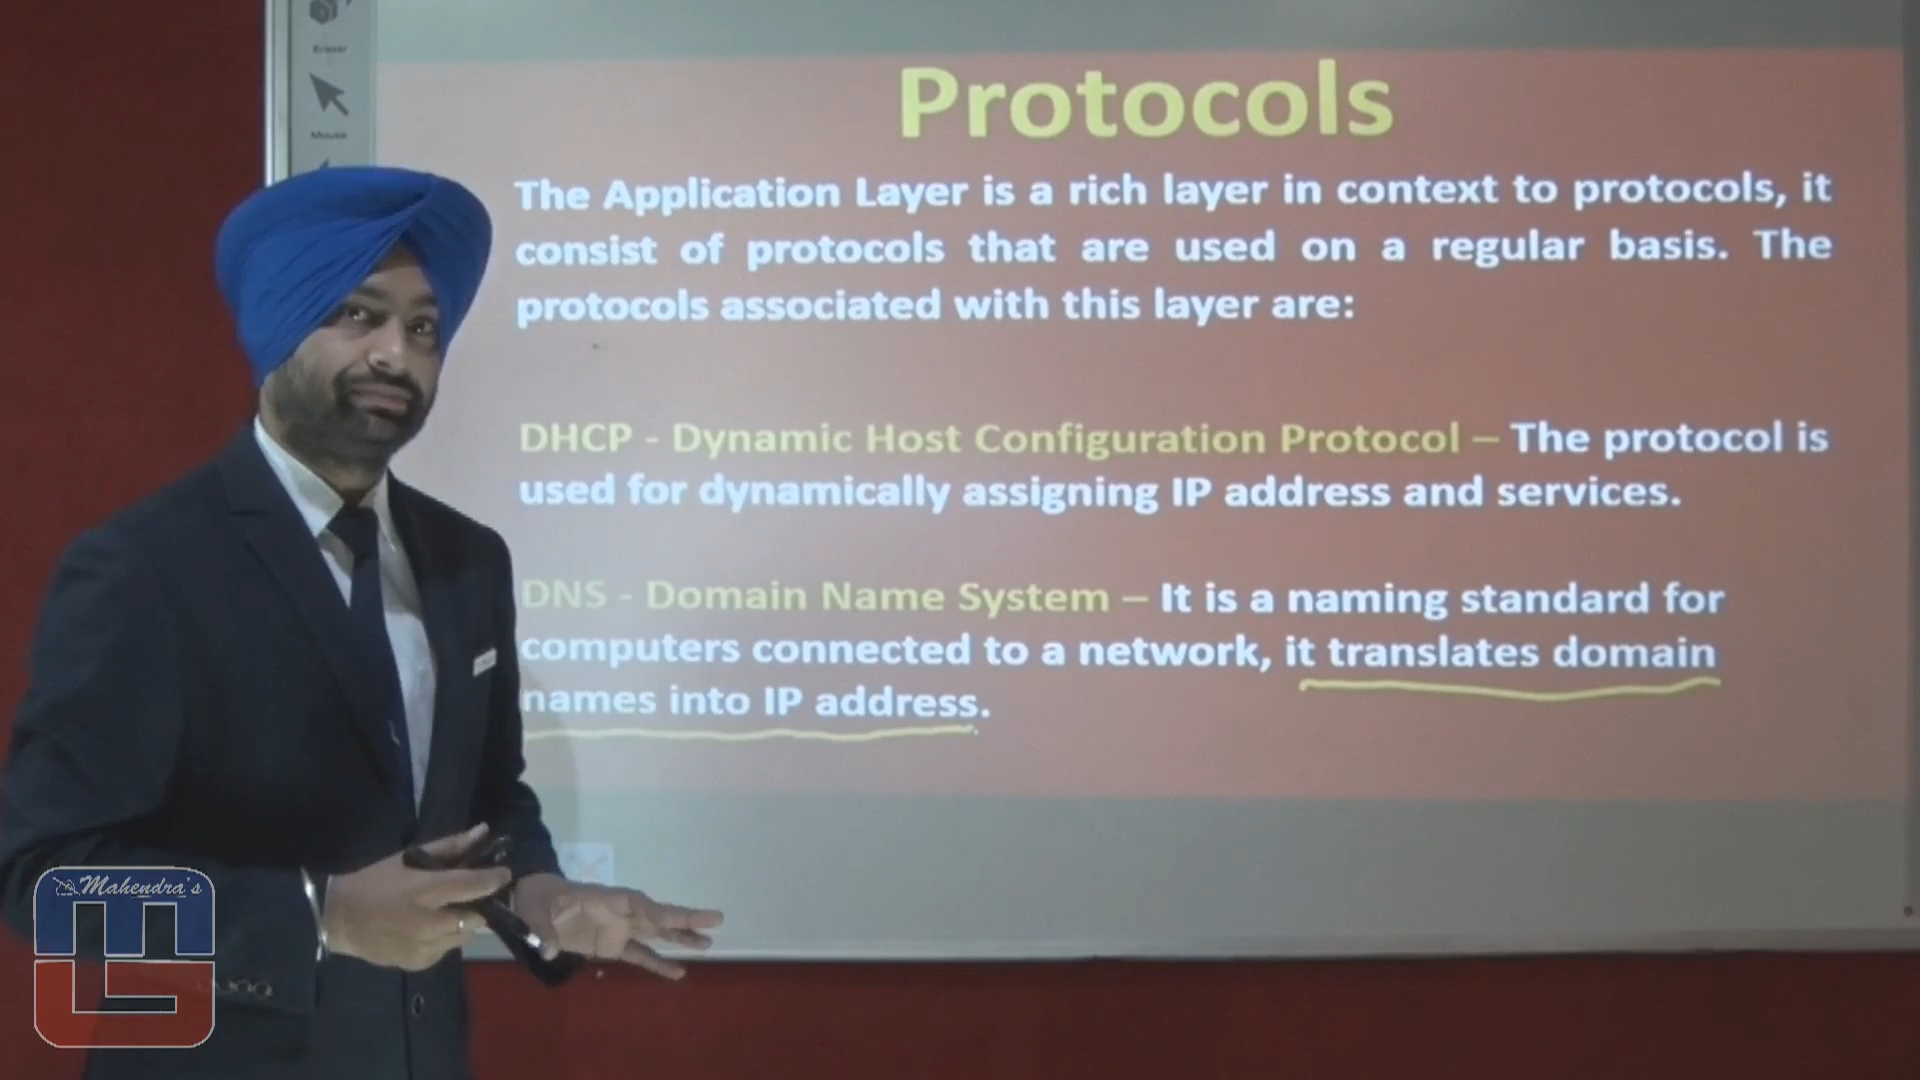 Eraser
Mouse
Protocols
The Application Layer is a rich layer in context to protocols, it
consist of protocols that are used on a regular basis. The
protocols associated with this layer are:
DHCP - Dynamic Host Configuration Protocol – The protocol is
used for dynamically assigning IP address and services.
DNS - Domain Name System – It is a naming standard for
computers connected to a network, it translates domain
names into IP address.
Mahendra's